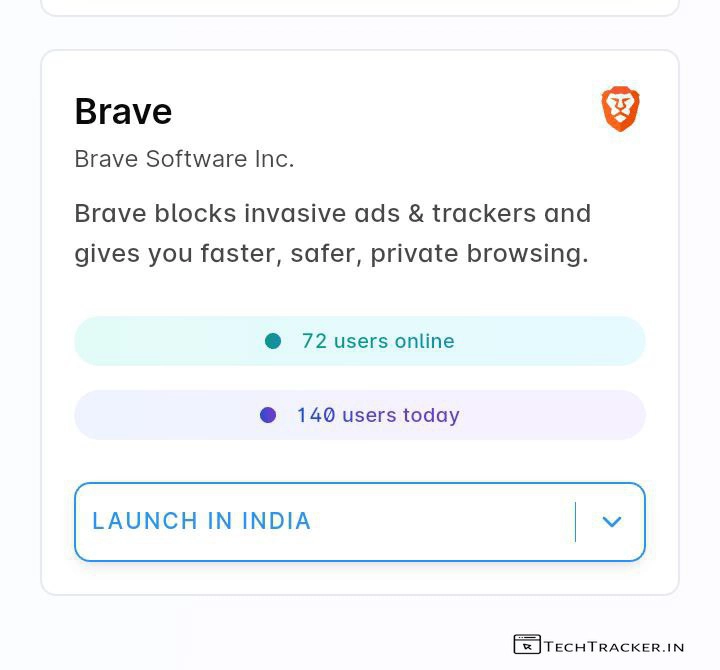 Brave
Brave Software Inc.
Brave blocks invasive ads & trackers and
gives you faster, safer, private browsing.
72 users online
140 users today
LAUNCH IN INDIA
TECHTRACKER.IN